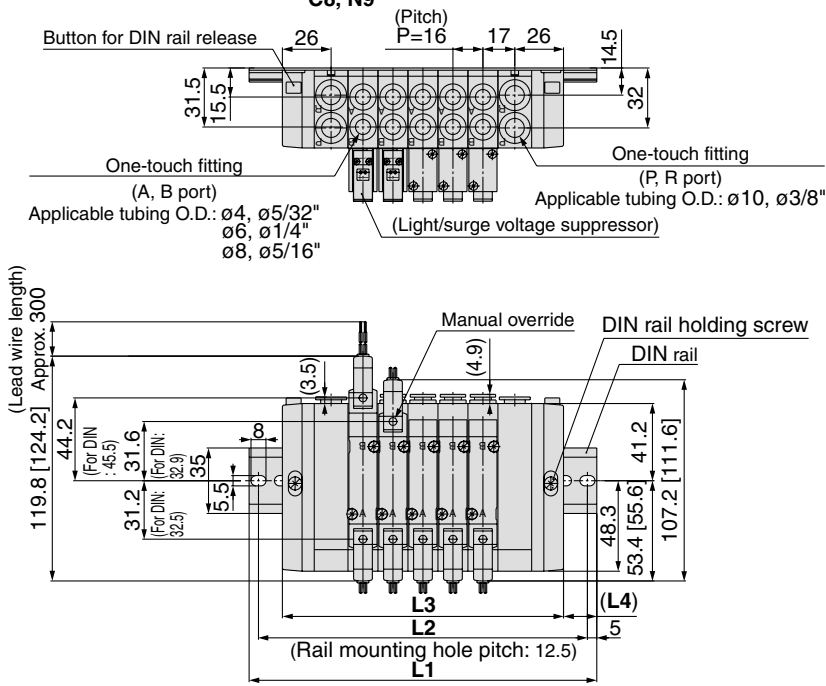 C8, N9
(Pitch)
P=16
26
17
26
14.5
Button for DIN rail release
31.5
15.5
32
One-touch fitting
(A, B port)
Applicable tubing O.D.: ø4, ø5/32"
ø6, ø1/4"
ø8, ø5/16"
One-touch fitting
(P, R port)
Applicable tubing O.D.: ø10, ø3/8"
(Light/surge voltage suppressor)
(Lead wire length)
Approx. 300
Manual override
DIN rail holding screw
DIN rail
(3.5)
(4.9)
119.8 [124.2]
44.2
(For DIN
: 45.5)
31.6
(For DIN:
32.9)
8
35
5.5
31.2
(For DIN:
32.5)
B
B
B
B
B
A
A
A
A
A
41.2
48.3
53.4 [55.6]
107.2 [111.6]
L3
(L4)
L2
5
(Rail mounting hole pitch: 12.5)
L1